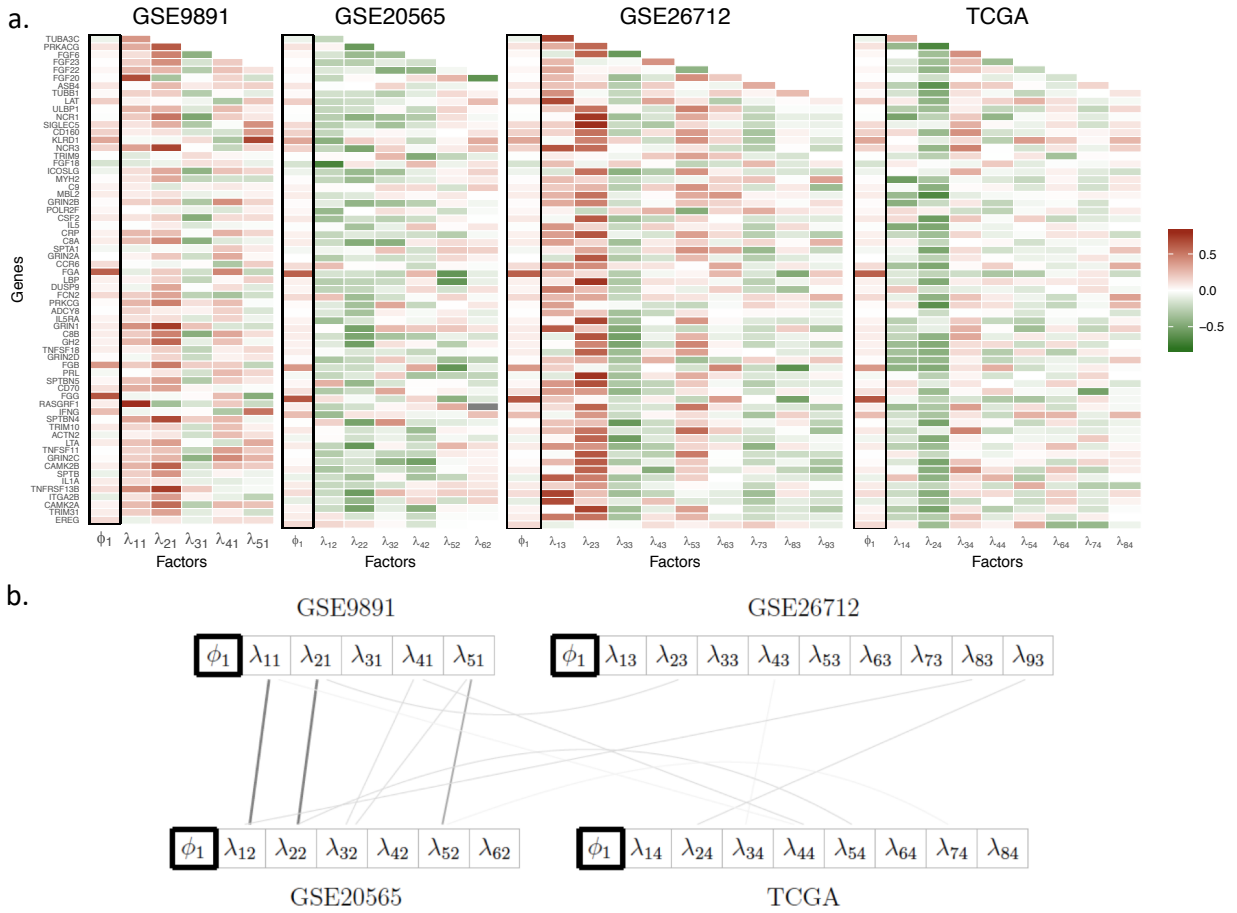 a.
GSE9891 GSE20565 GSE26712 TCGA
TUBA3C
PRKACG
FGF6
FGF23
FGF22
FGF20
ASB4
TUBB1
LAT
ULBP1
NCR1
SIGLEC5
CD160
KLRD1
NCR3
TRIM9
FGF18
ICOSLG
MYH2
C9
MBL2
GRIN2B
POLR2F
CSF2
IL5
CRP
C8A
SPTA1
GRIN2A
CCR6
FGA
LBP
DUSP9
FCN2
PRKCG
ADCY8
IL5RA
GRIN1
C8B
GH2
TNFSF18
GRIN2D
FGB
PRL
SPTBN5
CD70
FGG
RASGRF1
IFNG
SPTBN4
TRIM10
ACTN2
LTA
TNFSF11
GRIN2C
CAMK2B
SPTB
IL1A
TNFRSF13B
ITGA2B
CAMK2A
TRIM31
EREG
Genes
0.5
0.0
−0.5
ϕ1 λ11 λ21 λ31 λ41 λ51
ϕ1 λ12 λ22 λ32 λ42 λ52 λ62
ϕ1 λ13 λ23 λ33 λ43 λ53 λ63 λ73 λ83 λ93
ϕ1 λ14 λ24 λ34 λ44 λ54 λ64 λ74 λ84
Factors Factors Factors Factors
b.
GSE9891 GSE26712
ϕ1 λ11 λ21 λ31 λ41 λ51
ϕ1 λ13 λ23 λ33 λ43 λ53 λ63 λ73 λ83 λ93
ϕ1 λ12 λ22 λ32 λ42 λ52 λ62
ϕ1 λ14 λ24 λ34 λ44 λ54 λ64 λ74 λ84
GSE20565 TCGA